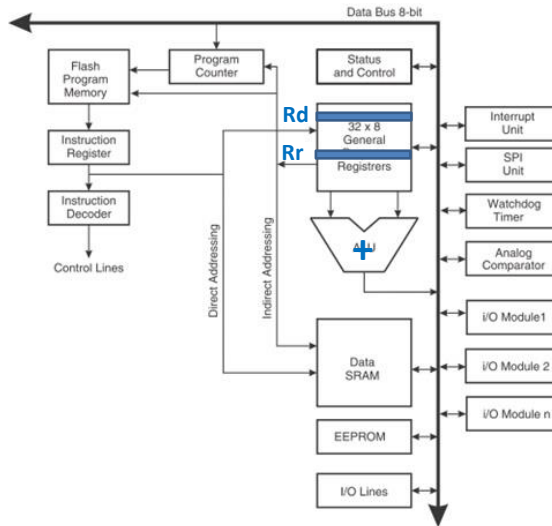 Data Bus 8-bit
Flash
Program
Memory
Program
Counter
Status
and Control
Rd
32 x 8
General
Rr
Registrers
Instruction
Register
Instruction
Decoder
Control Lines
Direct Addressing
Indirect Addressing
+
Data
SRAM
EEPROM
I/O Lines
Interrupt
Unit
SPI
Unit
Watchdog
Timer
Analog
Comparator
i/O Module1
i/O Module 2
i/O Module n